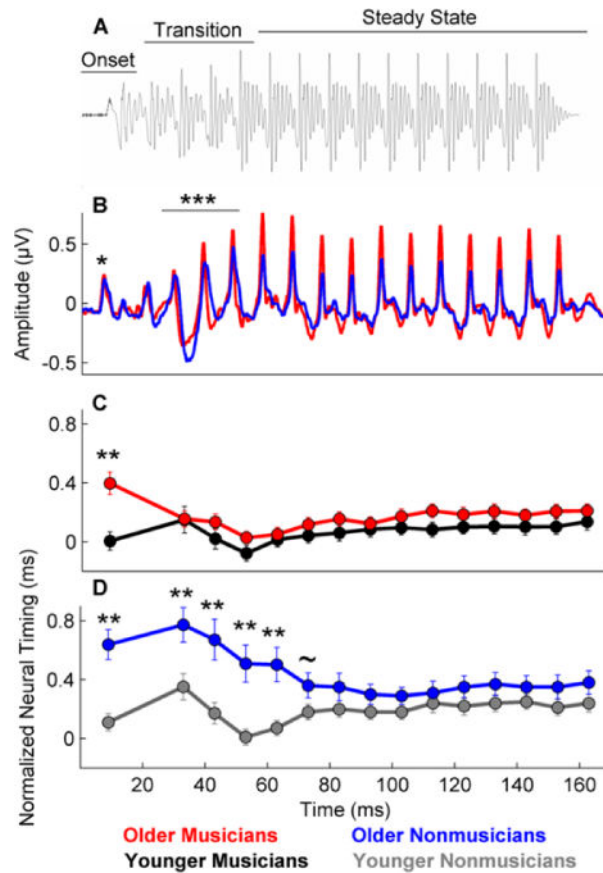 A
Onset
Transition
Steady State
B
*
***
Amplitude (µV)
0.5
0
-0.5
C
**
0.8
0.4
0
D
** ** ** ** ** ~
0.8
0.4
0
Normalized Neural Timing (ms)
20 40 60 80 100 120 140 160
Time (ms)
Older Musicians Older Nonmusicians
Younger Musicians Younger Nonmusicians